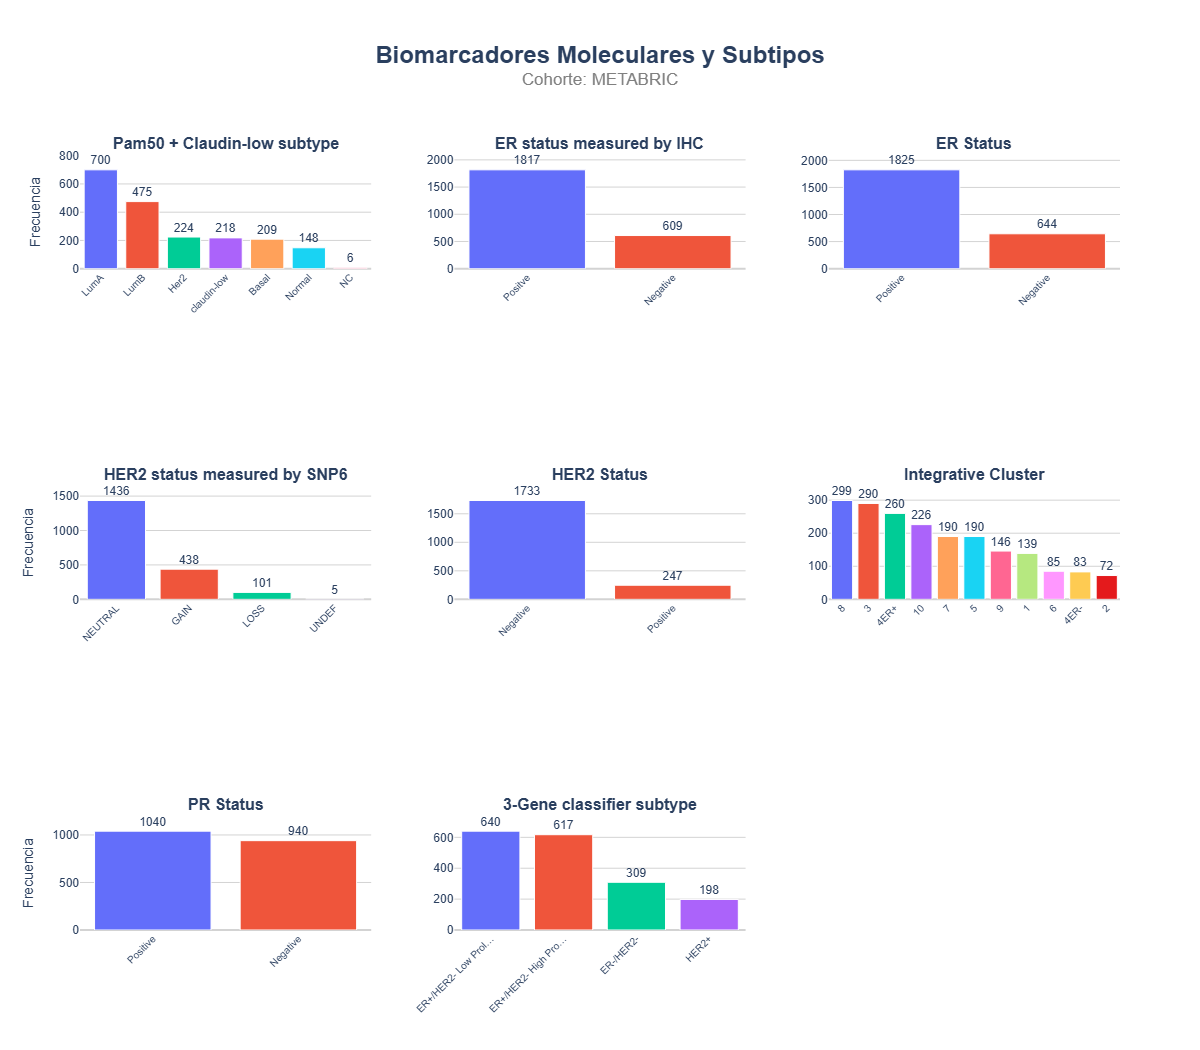 Biomarcadores Moleculares y Subtipos
Cohorte: METABRIC
Pam50 + Claudin-low subtype
Frecuencia
800
600
400
200
0
700
475
224
218
209
148
6
LumA
LumB
Her2
claudin-low
Basal
Normal
NC
ER status measured by IHC
2000
1500
1000
500
0
1817
609
Positive
Negative
ER Status
2000
1500
1000
500
0
1825
644
Positive
Negative
HER2 status measured by SNP6
Frecuencia
1500
1000
500
0
1436
438
101
5
NEUTRAL
GAIN
LOSS
UNDEF
HER2 Status
1500
1000
500
0
1733
247
Negative
Positive
Integrative Cluster
300
200
100
0
299
290
260
226
190
190
146
139
85
83
72
8
3
4ER+
10
7
5
9
1
6
4ER-
2
PR Status
Frecuencia
1000
500
0
1040
940
Positive
Negative
3-Gene classifier subtype
600
400
200
0
640
617
309
198
ER+/HER2- Low Prol...
ER+/HER2- High Pro...
ER-/HER2-
HER2+